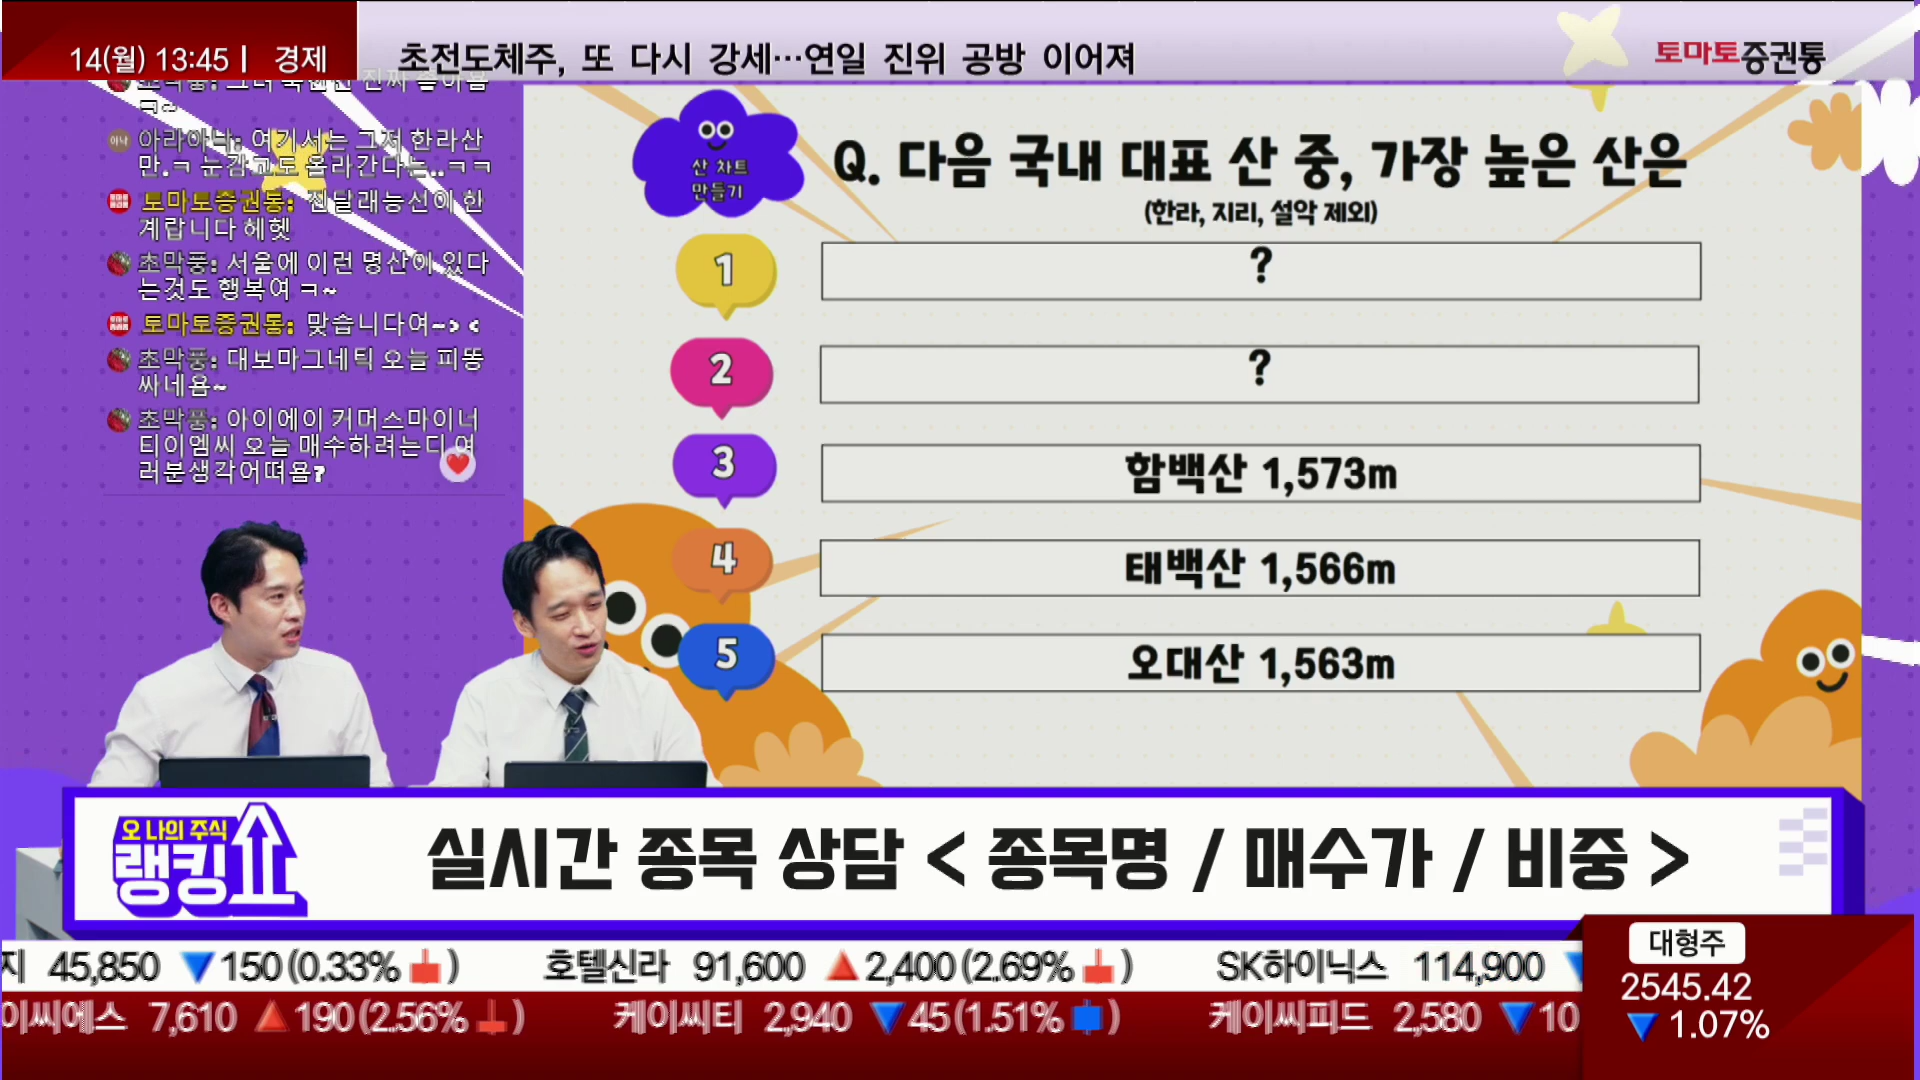 14(월) 13:45 | 경제
초전도체주, 또 다시 강세…연일 진위 공방 이어져
토마토증권통
ㅋ~
아라아낙: 여기서는 그저 한라산
만.ㅋ 눈감고도 올라간다는..ㅋㅋ
토마토증권통: 진달래능선이 한
계랍니다 헤헷
초막풍: 서울에 이런 명산이 있다
는것도 행복여 ㅋ~
토마토증권통: 맞습니다여~> <
초막풍: 대보마그네틱 오늘 피똥
싸네욤~
초막풍: 아이에이 커머스마이너
티이엠씨 오늘 매수하려는디 여
러분생각어떠욤?
산 차트
만들기
Q. 다음 국내 대표 산 중, 가장 높은 산은
(한라, 지리, 설악 제외)
1 ?
2 ?
3 함백산 1,573m
4 태백산 1,566m
5 오대산 1,563m
오 나의 주식
랭킹쇼
실시간 종목 상담 < 종목명 / 매수가 / 비중 >
지 45,850 ▼150(0.33%) 호텔신라 91,600 ▲2,400(2.69%) SK하이닉스 114,900 ▼
이씨에스 7,610 ▲190(2.56%) 케이씨티 2,940 ▼45(1.51%) 케이씨피드 2,580 ▼10
대형주
2545.42
▼ 1.07%